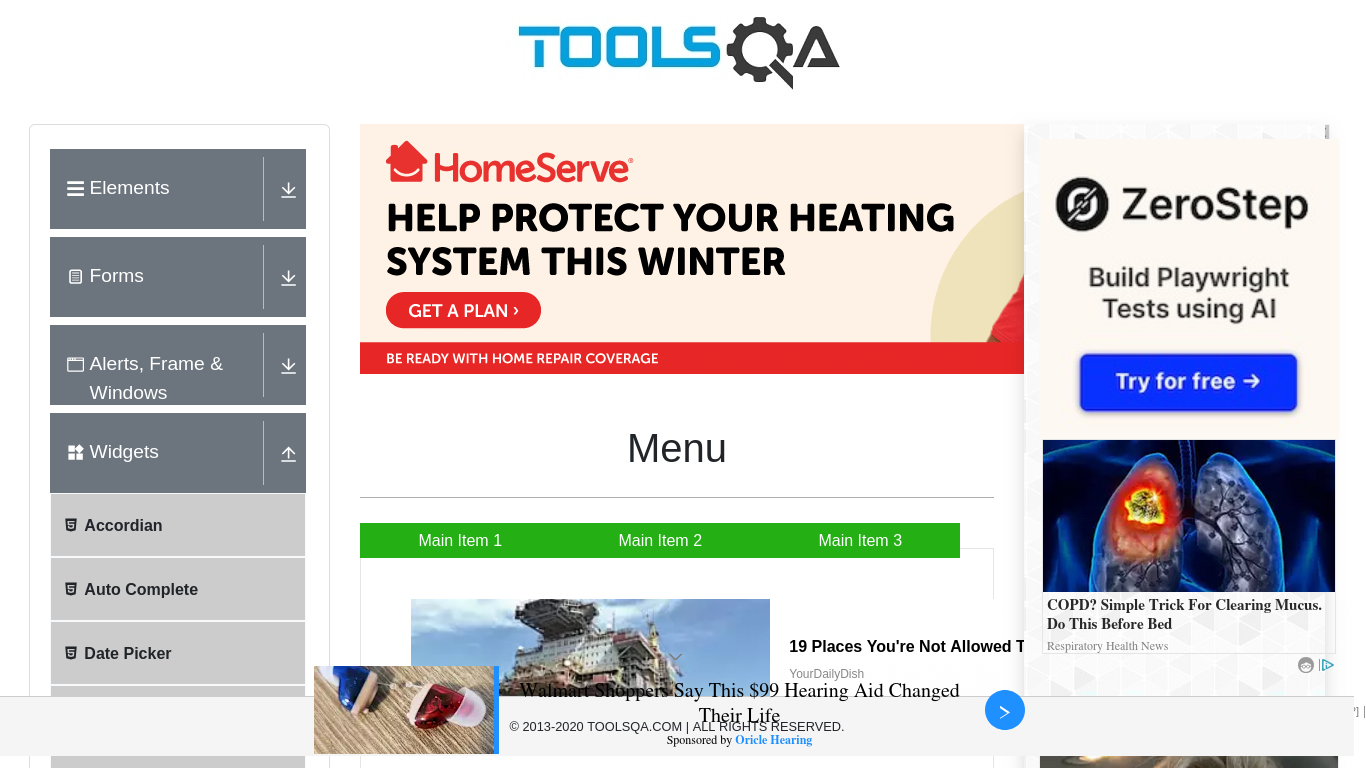 TOOLSQA
Elements
Forms
Alerts, Frame &
Windows
Widgets
Accordian
Auto Complete
Date Picker
HomeServe
HELP PROTECT YOUR HEATING
SYSTEM THIS WINTER
GET A PLAN ›
BE READY WITH HOME REPAIR COVERAGE
Menu
Main Item 1
Main Item 2
Main Item 3
19 Places You're Not Allowed T
YourDailyDish
Walmart Shoppers Say This $99 Hearing Aid Changed
Their Life
© 2013-2020 TOOLSQA.COM | ALL RIGHTS RESERVED.
Sponsored by Oricle Hearing
ZeroStep
Build Playwright
Tests using AI
Try for free →
COPD? Simple Trick For Clearing Mucus.
Do This Before Bed
Respiratory Health News